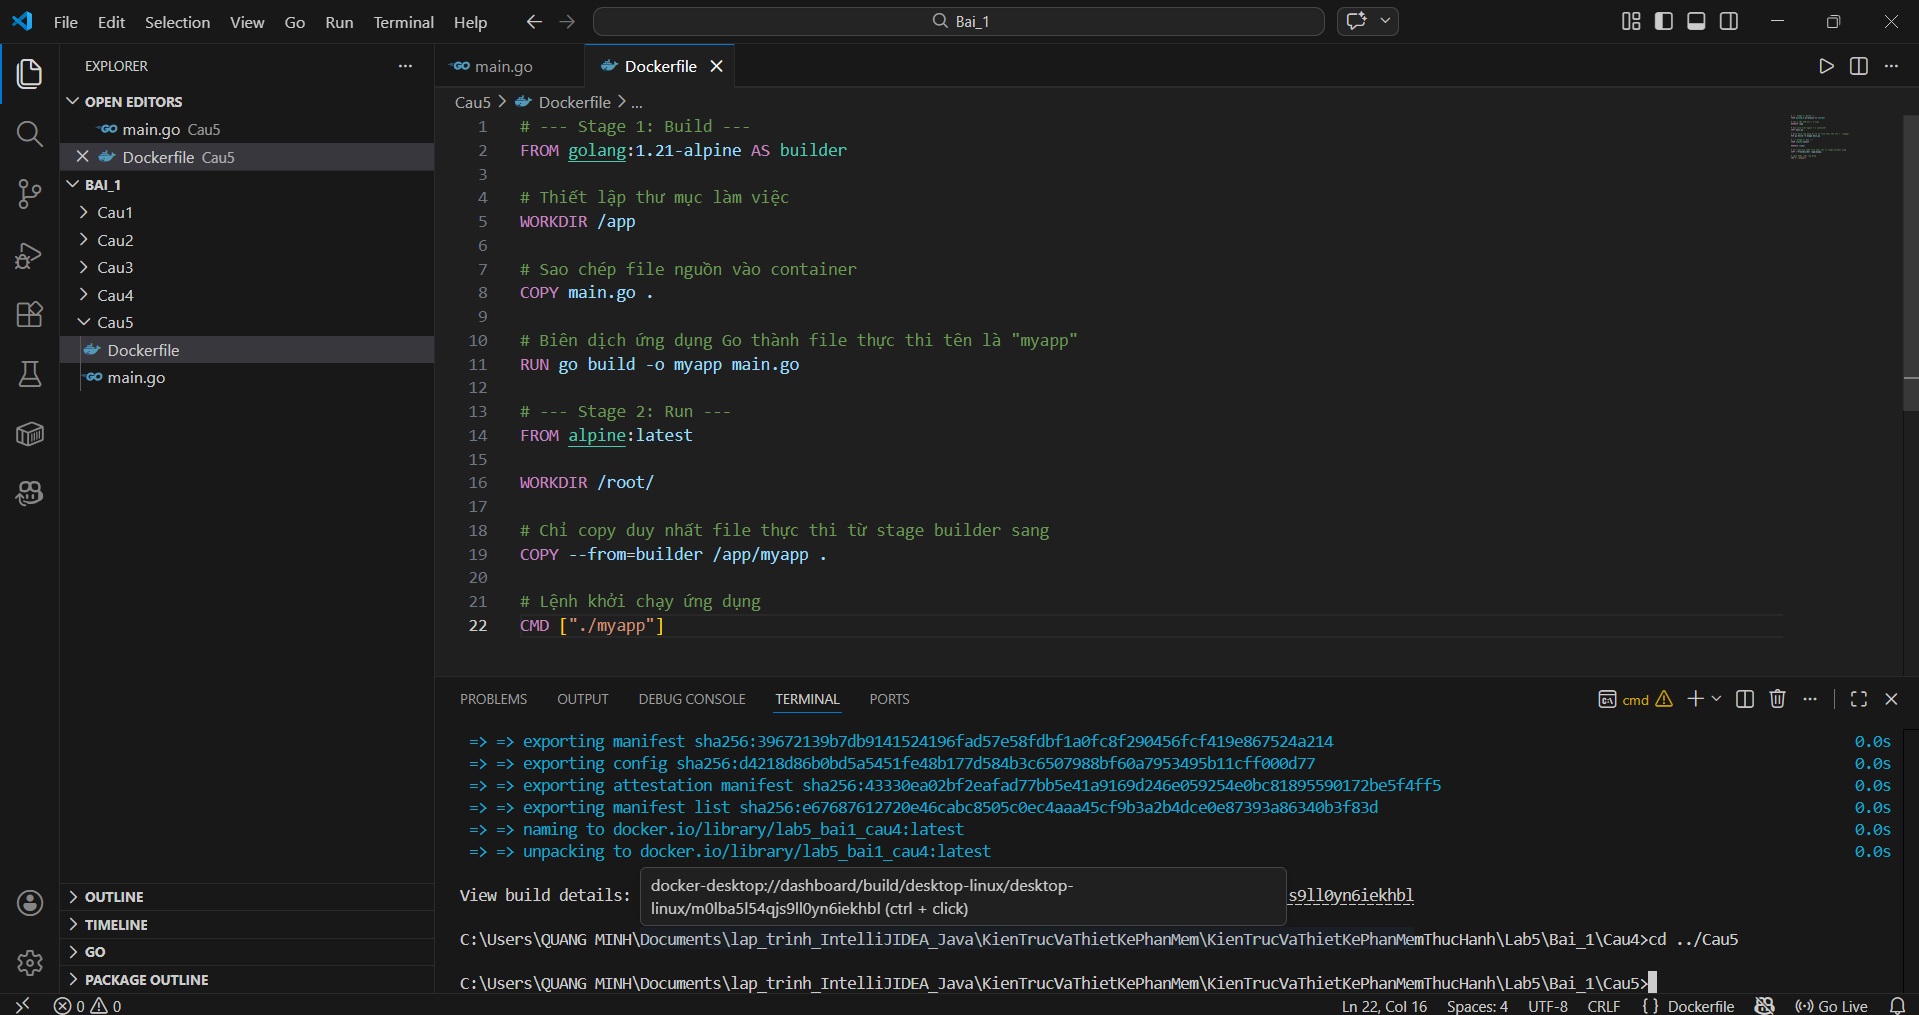 File Edit Selection View Go Run Terminal Help
Bai_1
EXPLORER
OPEN EDITORS
main.go Cau5
Dockerfile Cau5
BAI_1
Cau1
Cau2
Cau3
Cau4
Cau5
Dockerfile
main.go
OUTLINE
TIMELINE
GO
PACKAGE OUTLINE
main.go
Dockerfile
Cau5 > Dockerfile > ...
1 # --- Stage 1: Build ---
2 FROM golang:1.21-alpine AS builder
3
4 # Thiết lập thư mục làm việc
5 WORKDIR /app
6
7 # Sao chép file nguồn vào container
8 COPY main.go .
9
10 # Biên dịch ứng dụng Go thành file thực thi tên là "myapp"
11 RUN go build -o myapp main.go
12
13 # --- Stage 2: Run ---
14 FROM alpine:latest
15
16 WORKDIR /root/
17
18 # Chỉ copy duy nhất file thực thi từ stage builder sang
19 COPY --from=builder /app/myapp .
20
21 # Lệnh khởi chạy ứng dụng
22 CMD ["./myapp"]
PROBLEMS OUTPUT DEBUG CONSOLE TERMINAL PORTS
cmd
=> => exporting manifest sha256:39672139b7db9141524196fad57e58fdbf1a0fc8f290456fcf419e867524a214 0.0s
=> => exporting config sha256:d4218d86b0bd5a5451fe48b177d584b3c6507988bf60a7953495b11cff000d77 0.0s
=> => exporting attestation manifest sha256:43330ea02bf2eafad77bb5e41a9169d246e059254e0bc81895590172be5f4ff5 0.0s
=> => exporting manifest list sha256:e67687612720e46cabc8505c0ec4aaa45cf9b3a2b4dce0e87393a86340b3f83d 0.0s
=> => naming to docker.io/library/lab5_bai1_cau4:latest 0.0s
=> => unpacking to docker.io/library/lab5_bai1_cau4:latest 0.0s
docker-desktop://dashboard/build/desktop-linux/desktop-
linux/m0lba5l54qjs9ll0yn6iekhbl (ctrl + click)
View build details: s9ll0yn6iekhbl
C:\Users\QUANG MINH\Documents\lap_trinh_IntelliJIDEA_Java\KienTrucVaThietKePhanMem\KienTrucVaThietKePhanMemThucHanh\Lab5\Bai_1\Cau4>cd ../Cau5
C:\Users\QUANG MINH\Documents\lap_trinh_IntelliJIDEA_Java\KienTrucVaThietKePhanMem\KienTrucVaThietKePhanMemThucHanh\Lab5\Bai_1\Cau5>
0 0 Ln 22, Col 16 Spaces: 4 UTF-8 CRLF {} Dockerfile Go Live